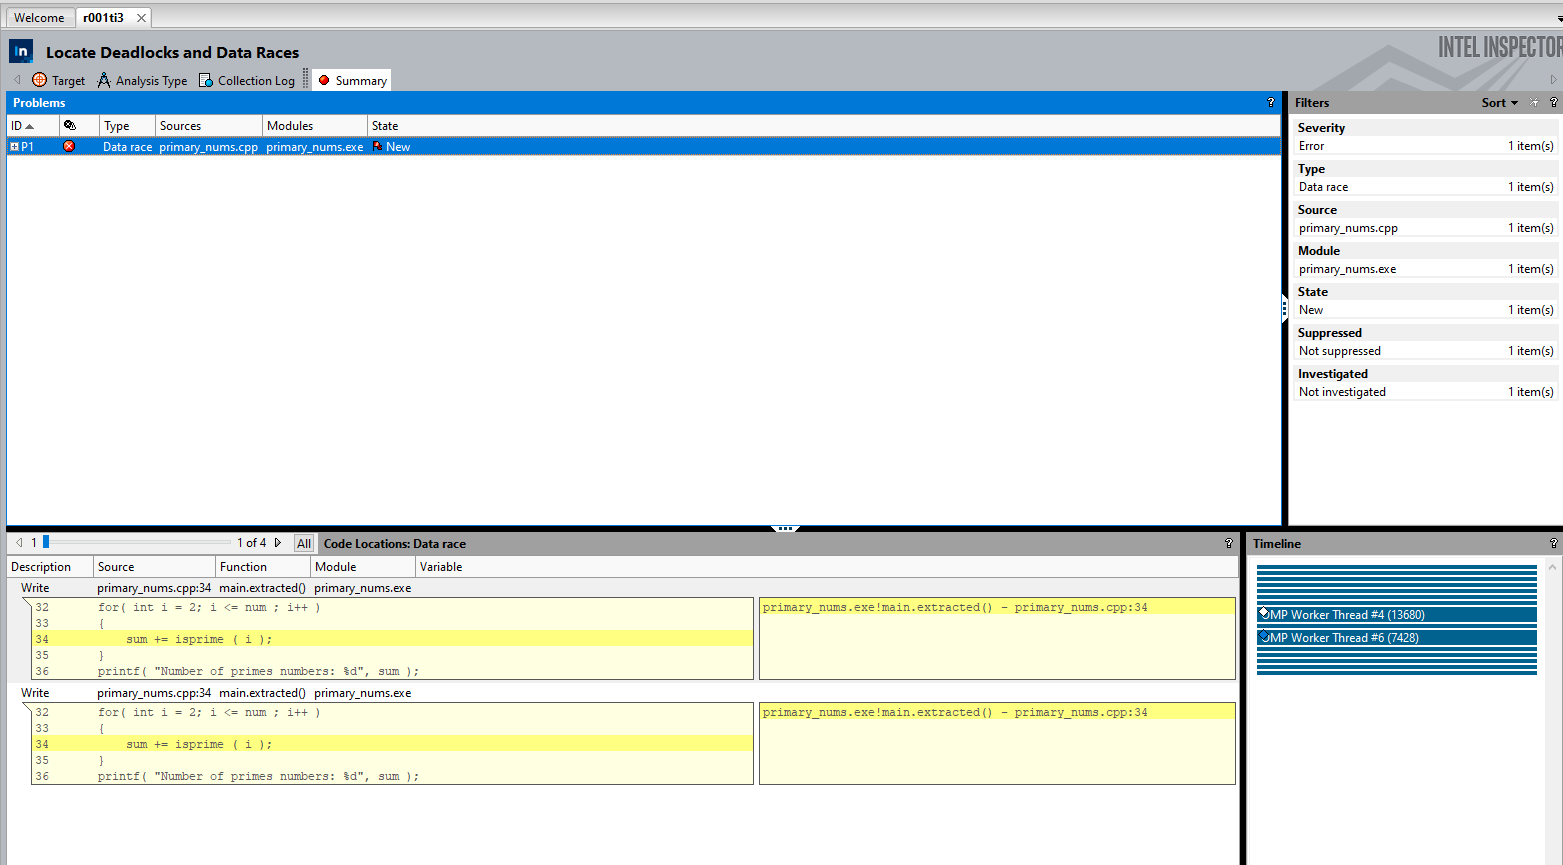 Welcome r001ti3
Locate Deadlocks and Data Races
INTEL INSPECTOR
Target Analysis Type Collection Log Summary
Problems ?
ID Type Sources Modules State
P1 Data race primary_nums.cpp primary_nums.exe New
Filters Sort ?
Severity
Error 1 item(s)
Type
Data race 1 item(s)
Source
primary_nums.cpp 1 item(s)
Module
primary_nums.exe 1 item(s)
State
New 1 item(s)
Suppressed
Not suppressed 1 item(s)
Investigated
Not investigated 1 item(s)
1 1 of 4 All Code Locations: Data race ?
Description Source Function Module Variable
Write primary_nums.cpp:34 main.extracted() primary_nums.exe
32 for( int i = 2; i <= num ; i++ )
33 {
34 sum += isprime ( i );
35 }
36 printf( "Number of primes numbers: %d", sum );
primary_nums.exe!main.extracted() - primary_nums.cpp:34
Write primary_nums.cpp:34 main.extracted() primary_nums.exe
32 for( int i = 2; i <= num ; i++ )
33 {
34 sum += isprime ( i );
35 }
36 printf( "Number of primes numbers: %d", sum );
primary_nums.exe!main.extracted() - primary_nums.cpp:34
Timeline ?
OMP Worker Thread #4 (13680)
OMP Worker Thread #6 (7428)